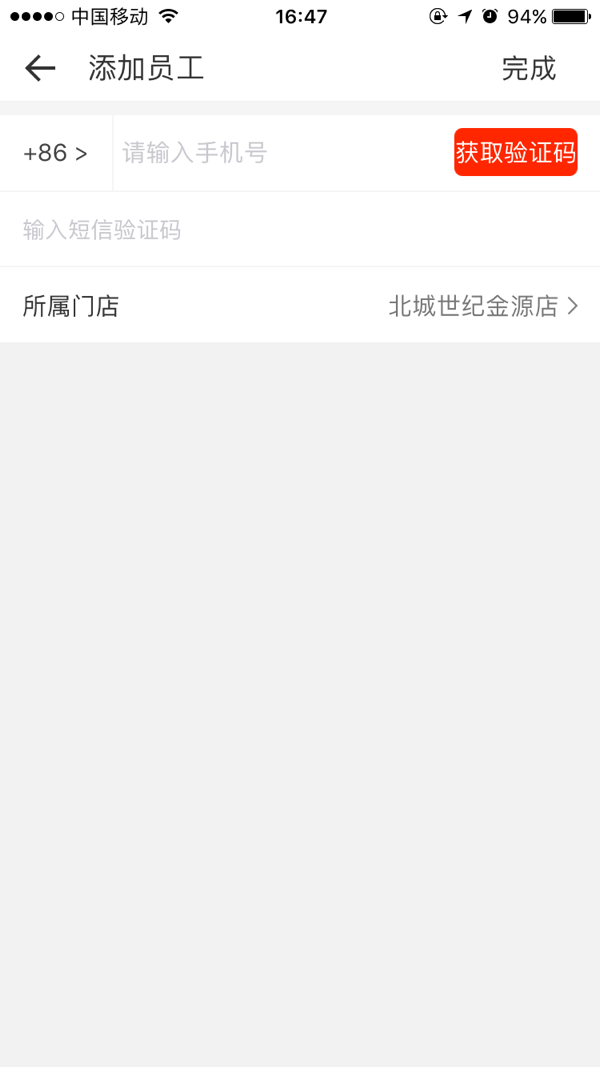 中国移动 16:47 94%
添加员工 完成
+86 > 请输入手机号 获取验证码
输入短信验证码
所属门店 北城世纪金源店